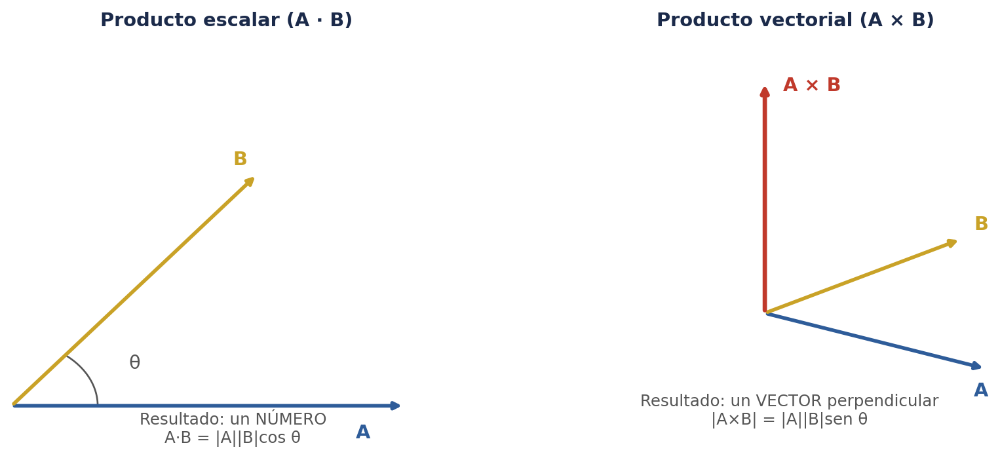 Producto escalar (A · B)
B
θ
A
Resultado: un NÚMERO
A·B = |A||B|cos θ
Producto vectorial (A × B)
A × B
B
A
Resultado: un VECTOR perpendicular
|A×B| = |A||B|sen θ